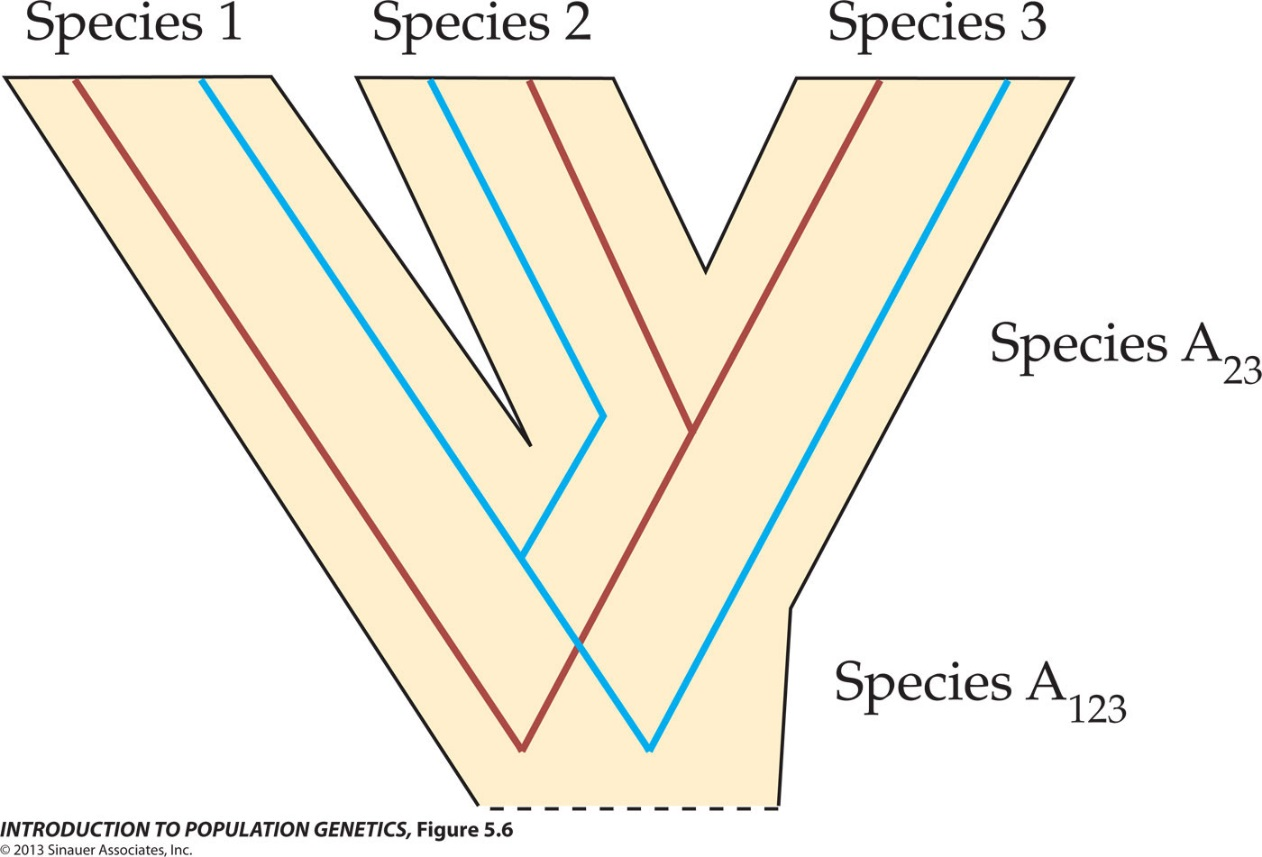 Species 1 Species 2 Species 3
Species A23
Species A123
INTRODUCTION TO POPULATION GENETICS, Figure 5.6
© 2013 Sinauer Associates, Inc.